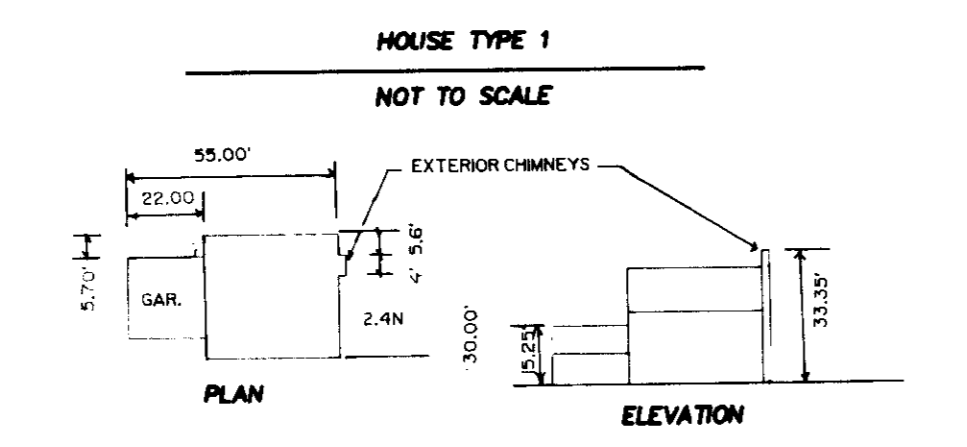 HOUSE TYPE 1
NOT TO SCALE
55.00'
EXTERIOR CHIMNEYS
22.00
5.6'
5.70'
4'
GAR.
2.4N
30.00'
5.25'
33.35'
PLAN
ELEVATION